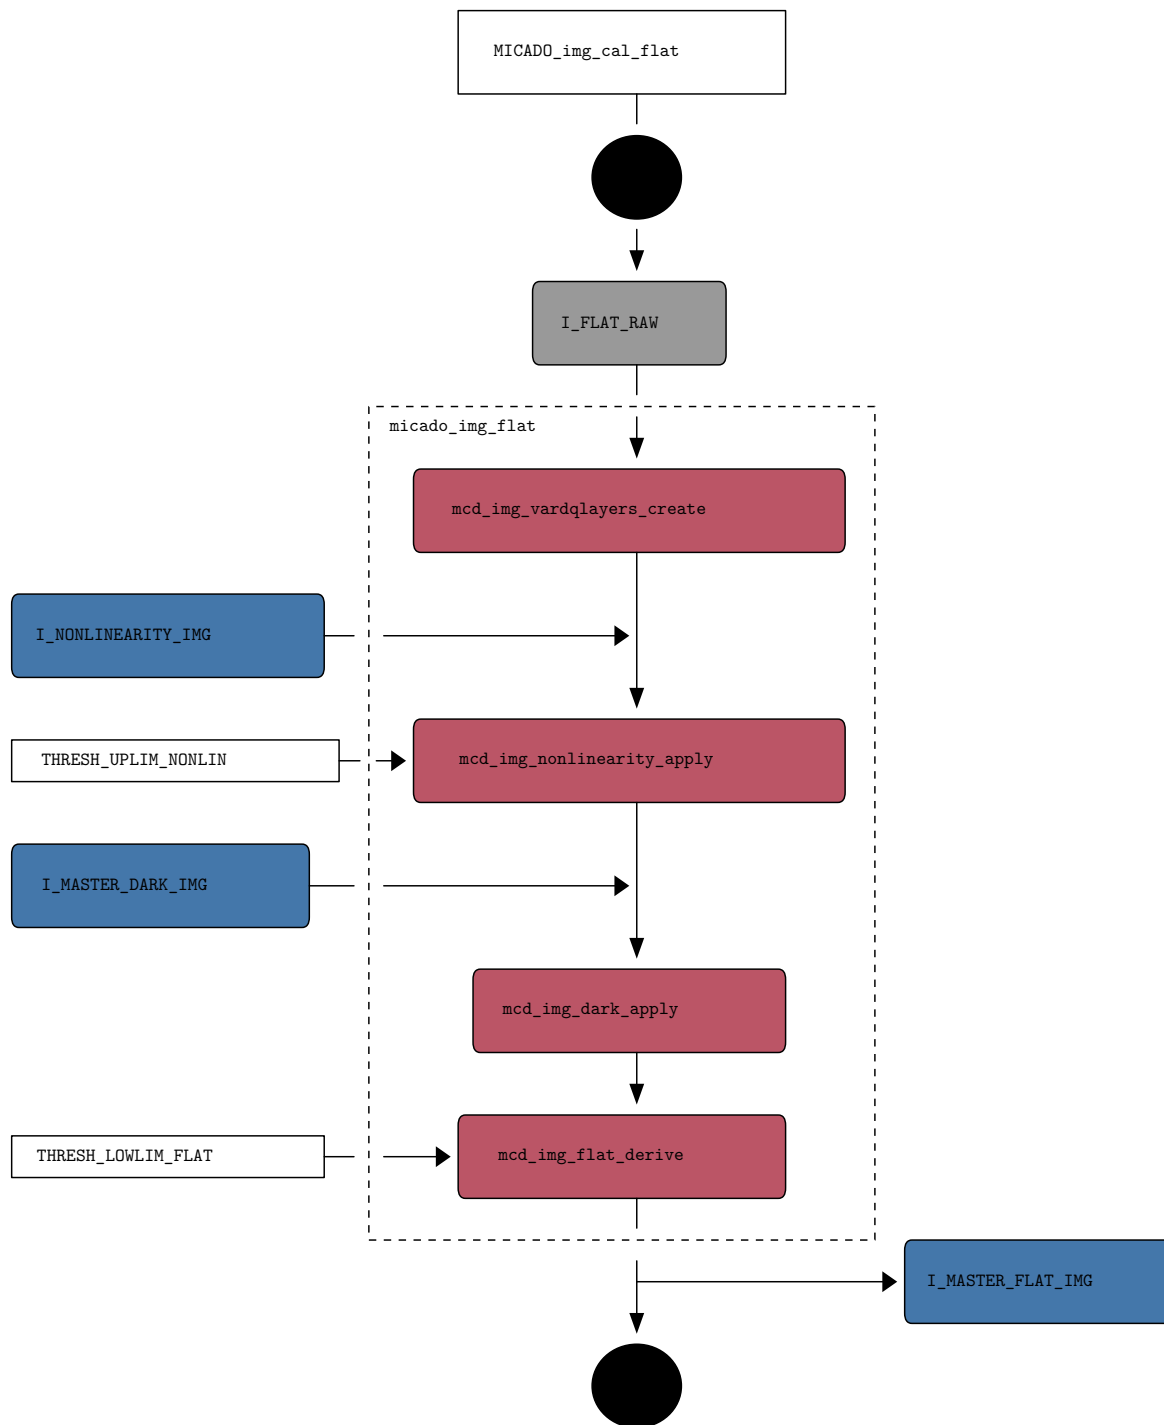 MICADO_img_cal_flat
I_FLAT_RAW
micado_img_flat
mcd_img_vardqlayers_create
I_NONLINEARITY_IMG
THRESH_UPLIM_NONLIN
mcd_img_nonlinearity_apply
I_MASTER_DARK_IMG
mcd_img_dark_apply
THRESH_LOWLIM_FLAT
mcd_img_flat_derive
I_MASTER_FLAT_IMG